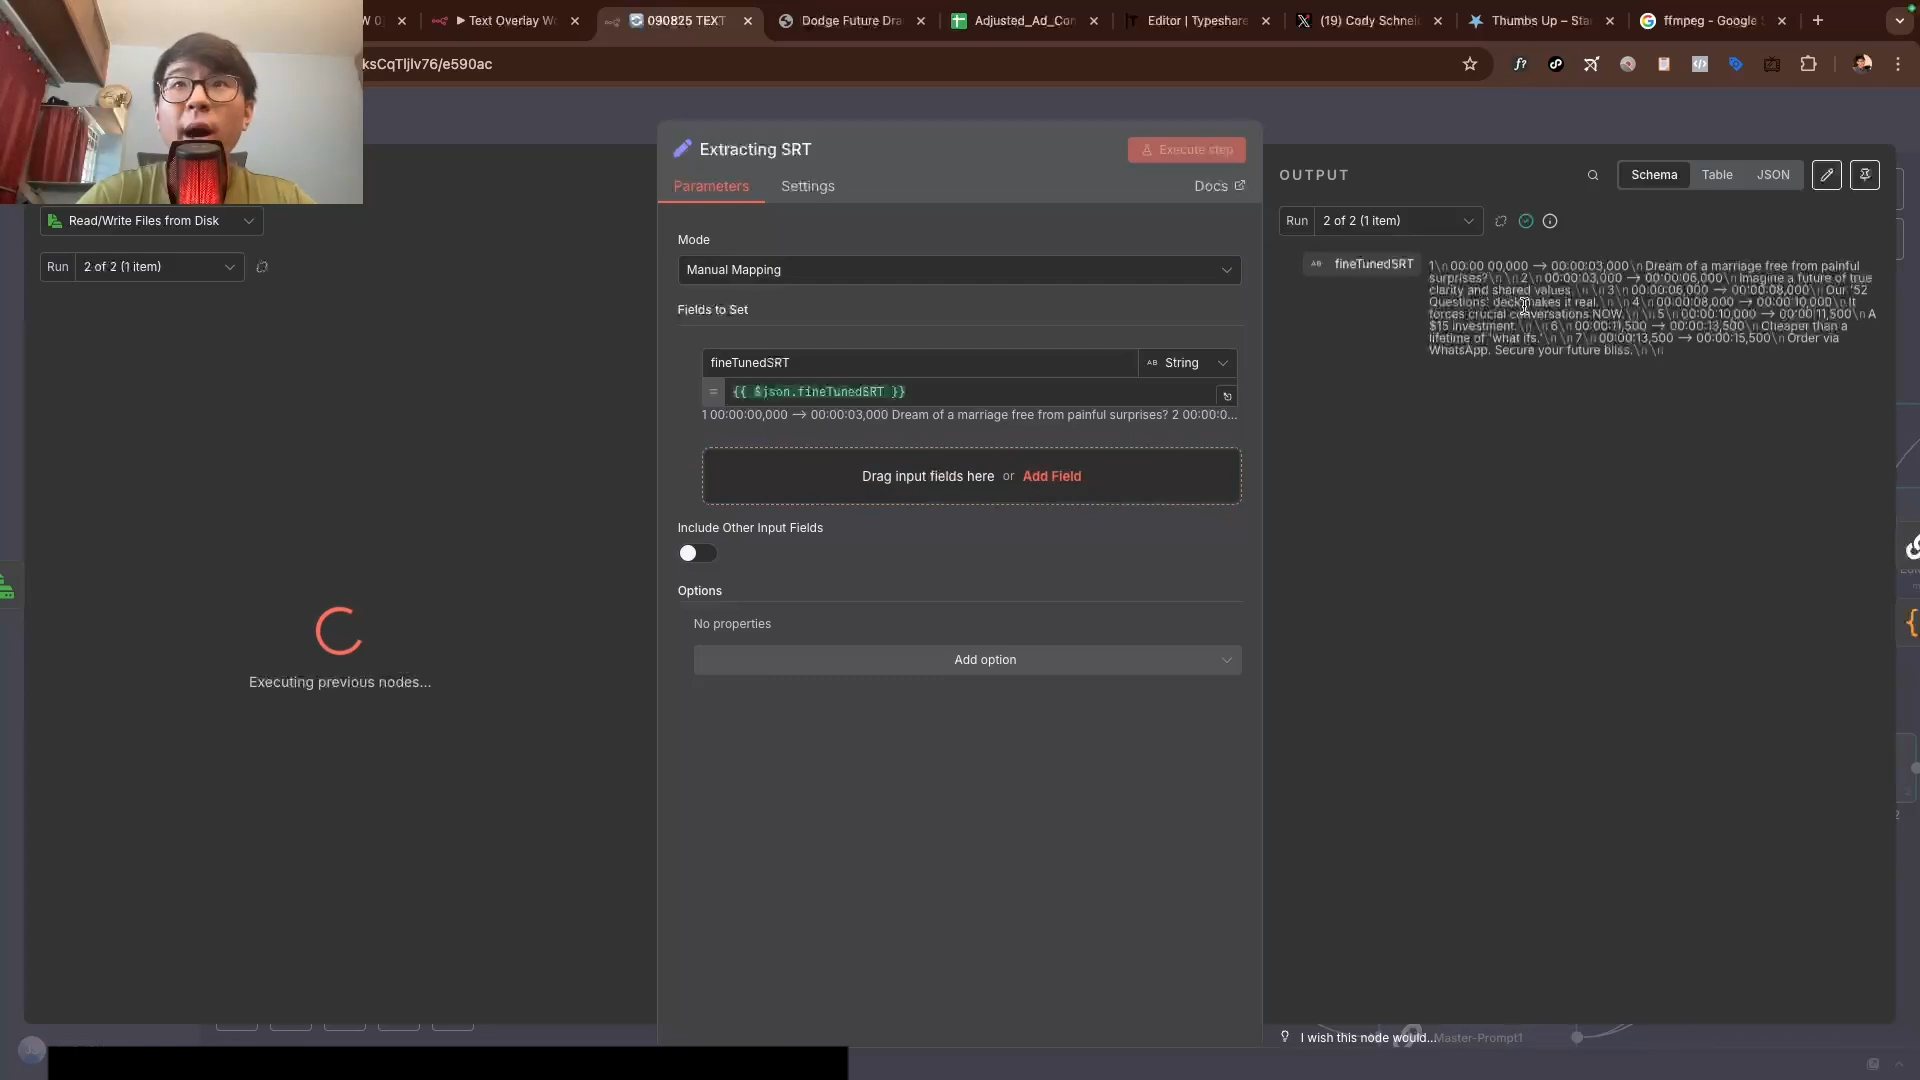 Text Overlay Wo
090825 TEXT
Dodge Future Dra
Adjusted_Ad_Con
Editor | Typeshare
(19) Cody Schnei
Thumbs Up – Sta
ffmpeg - Google S
ksCqTIjIv76/e590ac
Extracting SRT
Execute step
Parameters
Settings
Docs
OUTPUT
Schema
Table
JSON
Read/Write Files from Disk
Run
2 of 2 (1 item)
Run
2 of 2 (1 item)
Mode
Manual Mapping
Fields to Set
fineTunedSRT
String
= {{ $json.fineTunedSRT }}
1 00:00:00,000 --> 00:00:03,000 Dream of a marriage free from painful surprises? 2 00:00:0...
Drag input fields here or Add Field
Include Other Input Fields
Options
No properties
Add option
Executing previous nodes...
fineTunedSRT
1\n 00:00:00,000 --> 00:00:03,000\n Dream of a marriage free from painful
surprises?\n \n 2\n 00:00:03,000 --> 00:00:06,000\n Imagine a future of true
clarity and shared values.\n \n 3\n 00:00:06,000 --> 00:00:08,000\n Our '52
Questions' deck makes it real.\n \n 4\n 00:00:08,000 --> 00:00:10,000\n It
forces crucial conversations NOW.\n \n 5\n 00:00:10,000 --> 00:00:11,500\n A
$15 investment.\n \n 6\n 00:00:11,500 --> 00:00:13,500\n Cheaper than a
lifetime of 'what ifs.'\n \n 7\n 00:00:13,500 --> 00:00:15,500\n Order via
WhatsApp. Secure your future bliss.\n \n
I wish this node would...
Master-Prompt1